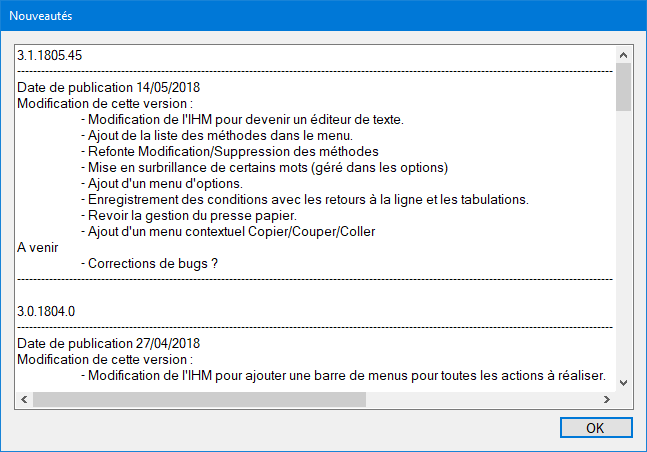 Nouveautés
3.1.1805.45
--------------------------------------------------------------------------------------------------------------------------------------------------------
Date de publication 14/05/2018
Modification de cette version :
- Modification de l'IHM pour devenir un éditeur de texte.
- Ajout de la liste des méthodes dans le menu.
- Refonte Modification/Suppression des méthodes
- Mise en surbrillance de certains mots (géré dans les options)
- Ajout d'un menu d'options.
- Enregistrement des conditions avec les retours à la ligne et les tabulations.
- Revoir la gestion du presse papier.
- Ajout d'un menu contextuel Copier/Couper/Coller
A venir
- Corrections de bugs ?
--------------------------------------------------------------------------------------------------------------------------------------------------------
3.0.1804.0
--------------------------------------------------------------------------------------------------------------------------------------------------------
Date de publication 27/04/2018
Modification de cette version :
- Modification de l'IHM pour ajouter une barre de menus pour toutes les actions à réaliser.
OK